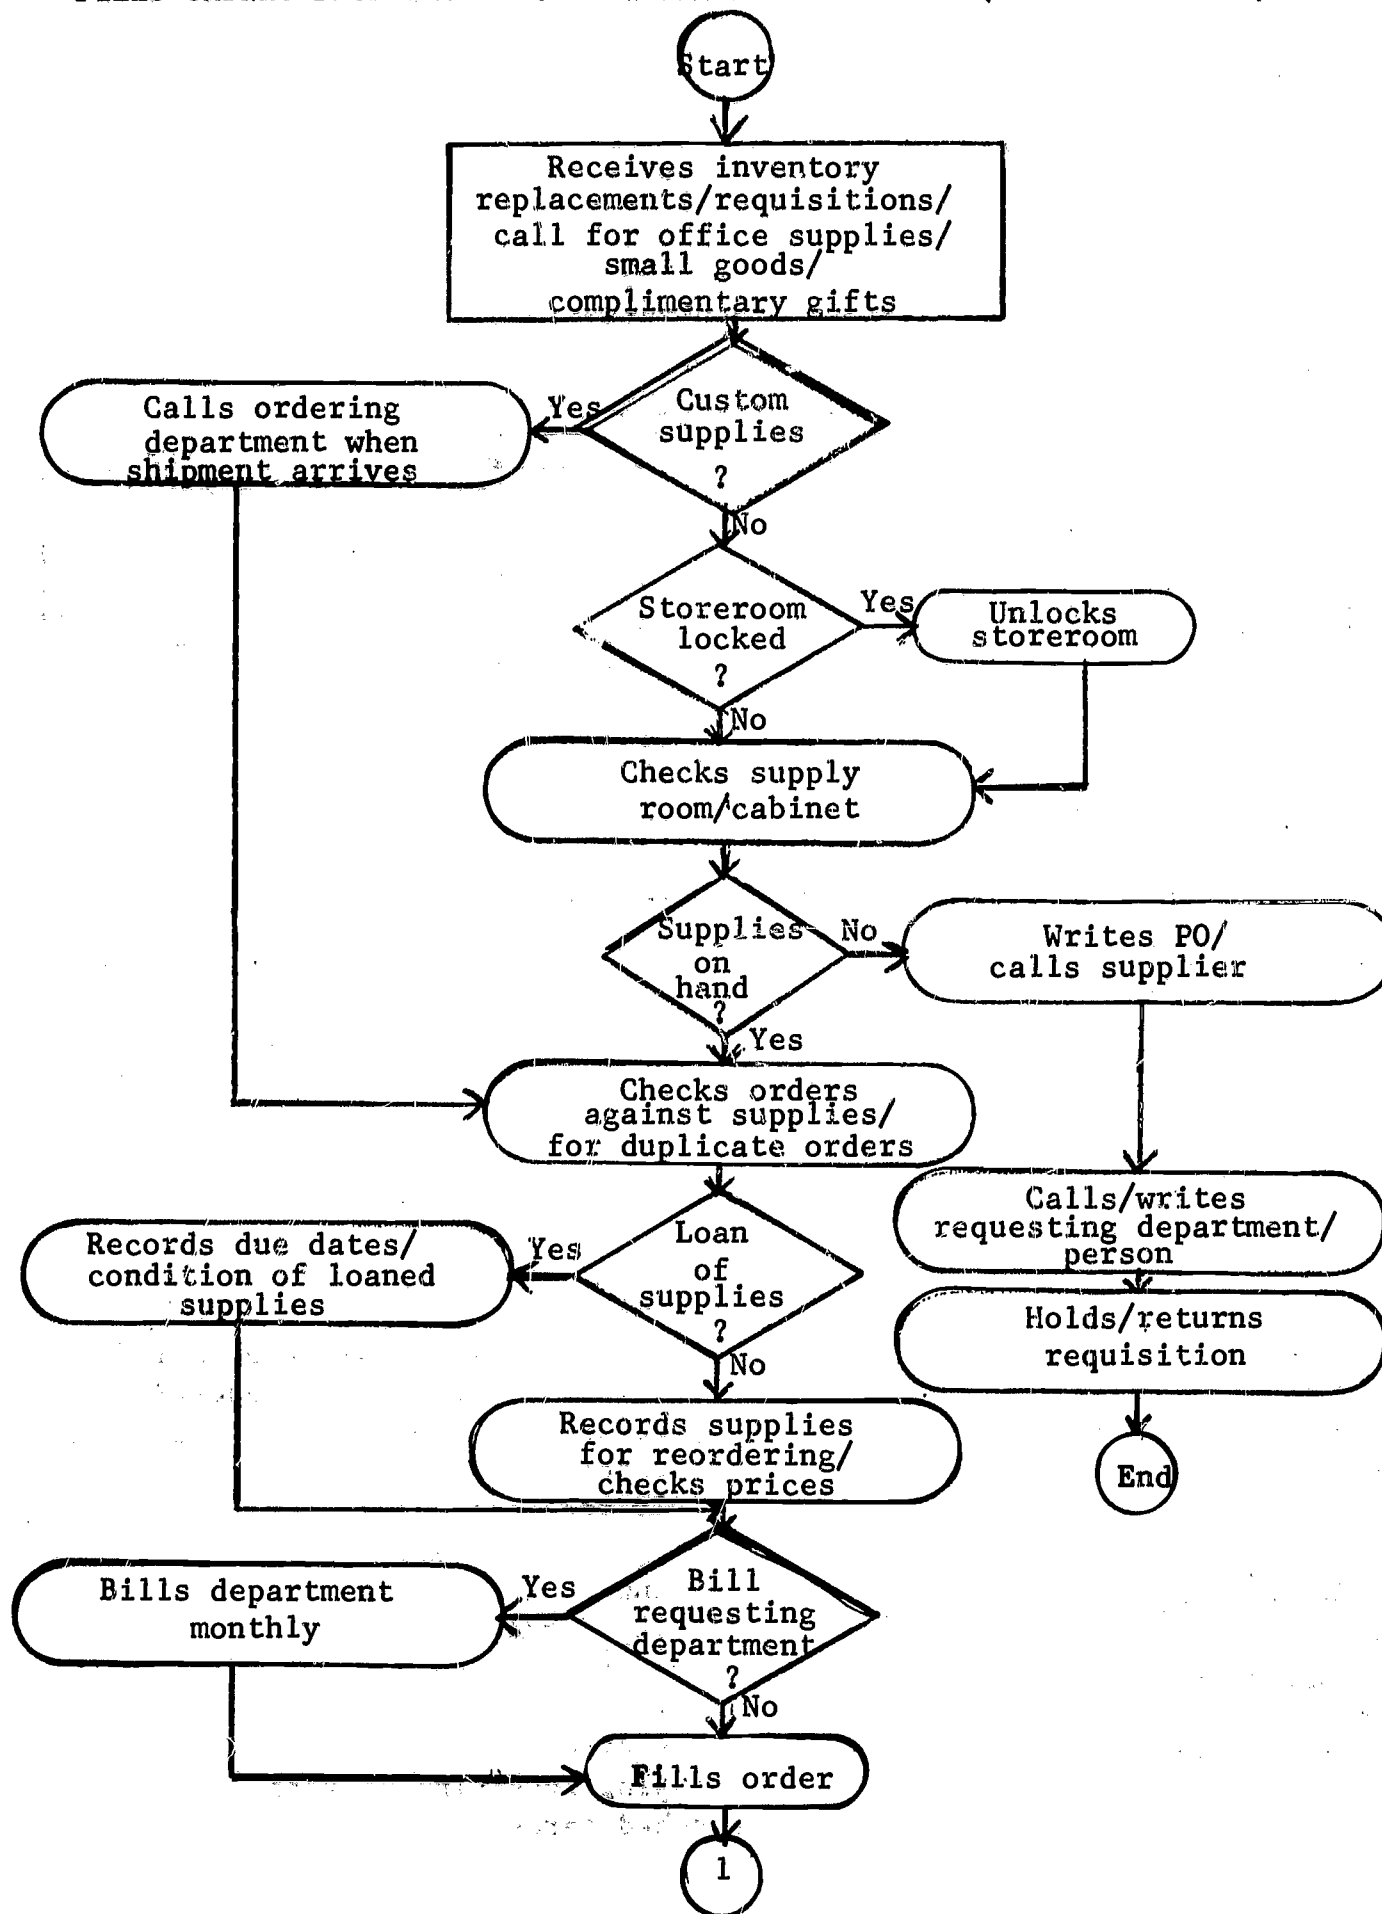 Start
Receives inventory
replacements/requisitions/
call for office supplies/
small goods/
complimentary gifts
Custom
supplies
?
Yes
Calls ordering
department when
shipment arrives
No
Storeroom
locked
?
Yes
Unlocks
storeroom
No
Checks supply
room/cabinet
Supplies
on
hand
?
No
Writes PO/
calls supplier
Yes
Checks orders
against supplies/
for duplicate orders
Calls/writes
requesting department/
person
Loan
of
supplies
?
Yes
Records due dates/
condition of loaned
supplies
Holds/returns
requisition
No
Records supplies
for reordering/
checks prices
End
Bill
requesting
department
?
Yes
Bills department
monthly
No
Fills order
1